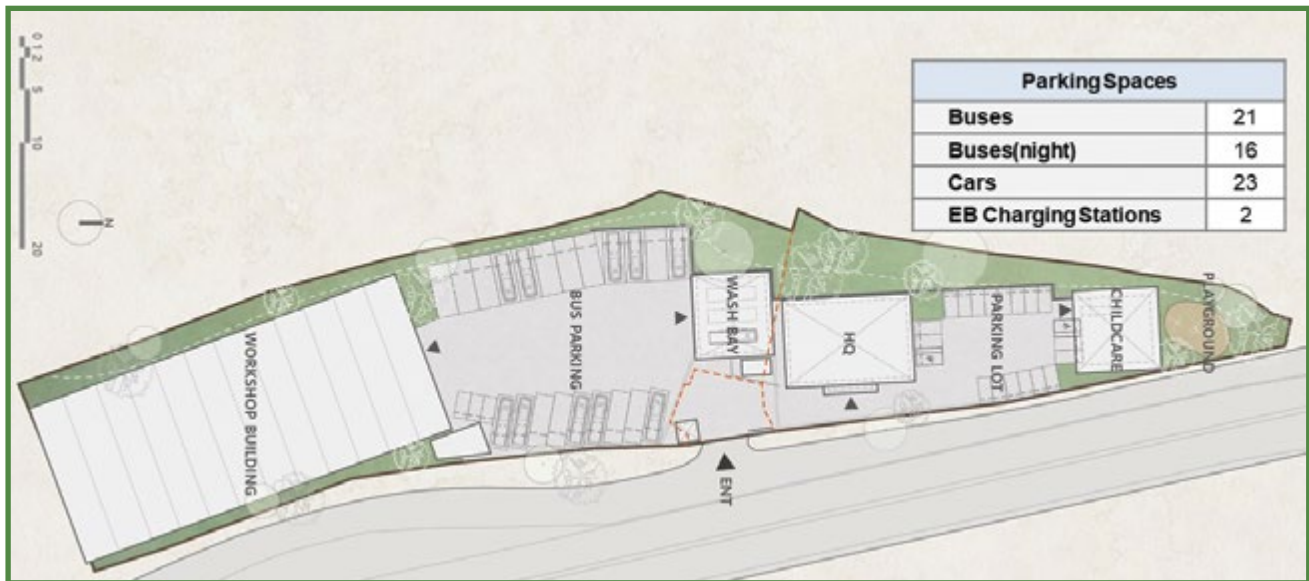 0 1 2
5
10
20
N
Parking Spaces
Buses 21
Buses(night) 16
Cars 23
EB Charging Stations 2
WORKSHOP BUILDING
BUS PARKING
WASH BAY
HQ
PARKING LOT
CHILDCARE
PLAYGROUND
ENT